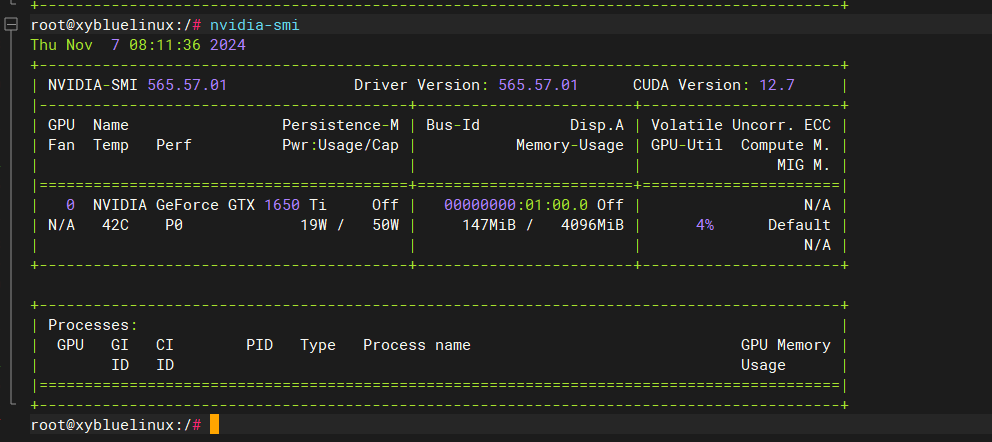 +-----------------------------------------------------------------------------------------+
root@xybluelinux:/# nvidia-smi
Thu Nov  7 08:11:36 2024
+-----------------------------------------------------------------------------------------+
| NVIDIA-SMI 565.57.01              Driver Version: 565.57.01      CUDA Version: 12.7     |
|-----------------------------------------+------------------------+----------------------+
| GPU  Name                 Persistence-M | Bus-Id          Disp.A | Volatile Uncorr. ECC |
| Fan  Temp   Perf          Pwr:Usage/Cap |           Memory-Usage | GPU-Util  Compute M. |
|                                         |                        |               MIG M. |
|=========================================+========================+======================|
|   0  NVIDIA GeForce GTX 1650 Ti     Off |   00000000:01:00.0 Off |                  N/A |
| N/A   42C    P0             19W /   50W |     147MiB /   4096MiB |      4%      Default |
|                                         |                        |                  N/A |
+-----------------------------------------+------------------------+----------------------+
+-----------------------------------------------------------------------------------------+
| Processes:                                                                              |
|  GPU   GI   CI        PID   Type   Process name                              GPU Memory |
|        ID   ID                                                               Usage      |
|=========================================================================================|
+-----------------------------------------------------------------------------------------+
root@xybluelinux:/#